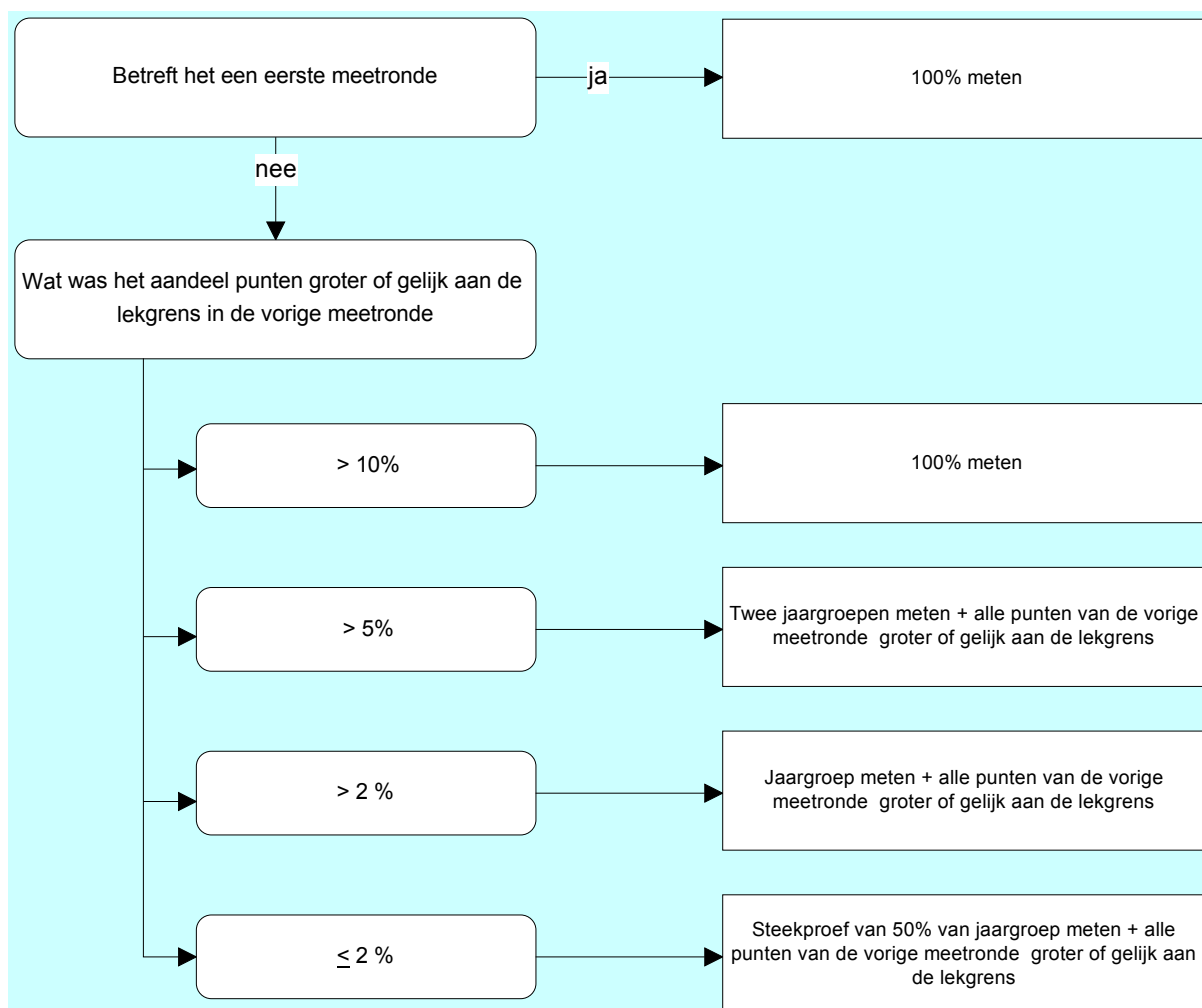 Betreft het een eerste meetronde
ja
100% meten
nee
Wat was het aandeel punten groter of gelijk aan de
lekgrens in de vorige meetronde
> 10%
100% meten
> 5%
Twee jaargroepen meten + alle punten van de vorige
meetronde groter of gelijk aan de lekgrens
> 2 %
Jaargroep meten + alle punten van de vorige
meetronde groter of gelijk aan de lekgrens
≤ 2 %
Steekproef van 50% van jaargroep meten + alle
punten van de vorige meetronde groter of gelijk aan
de lekgrens